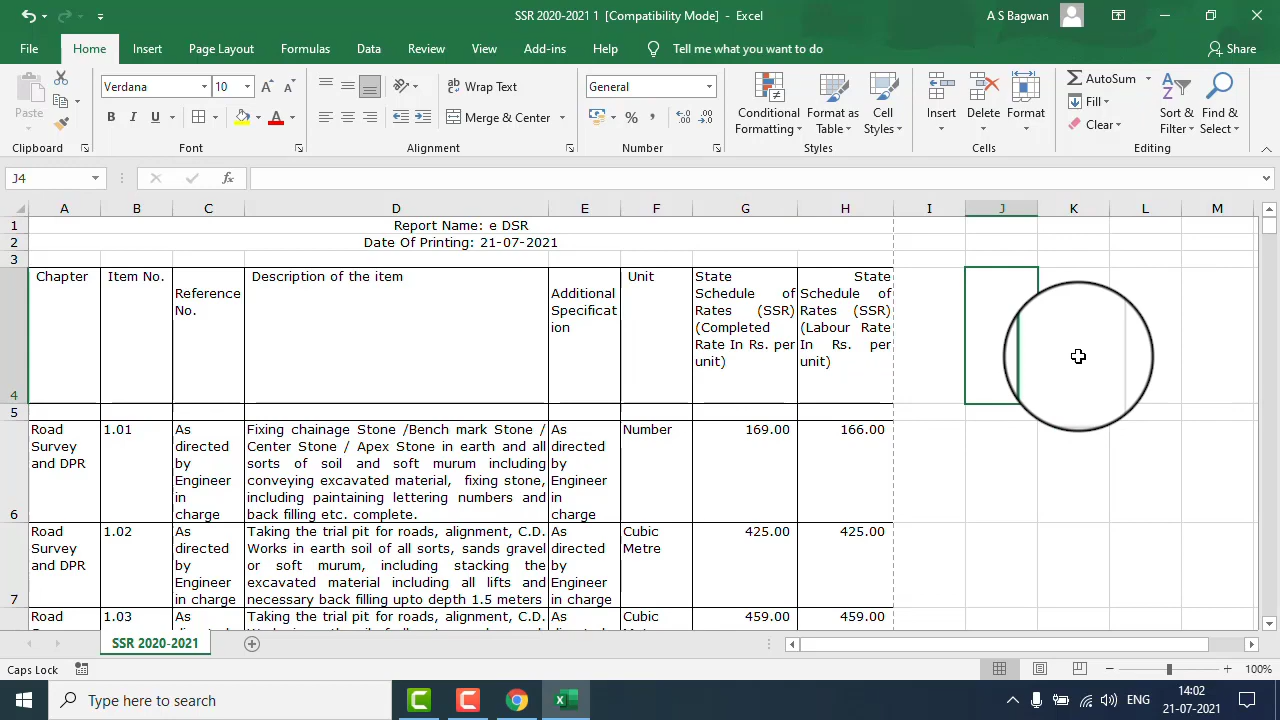 SSR 2020-2021 1 [Compatibility Mode] - Excel
A S Bagwan
File Home Insert Page Layout Formulas Data Review View Add-ins Help Tell me what you want to do Share
Paste
Clipboard
Verdana 10
B I U A
Font
Wrap Text
Merge & Center
Alignment
General
% ,
Number
Conditional Formatting
Format as Table
Cell Styles
Styles
Insert Delete Format
Cells
AutoSum
Fill
Clear
Sort & Filter
Find & Select
Editing
J4
fx
A B C D E F G H I J K L M
1 Report Name: e DSR
2 Date Of Printing: 21-07-2021
3
4
Chapter
Item No.
Reference
No.
Description of the item
Additional
Specificat
ion
Unit
State
Schedule of
Rates (SSR)
(Completed
Rate In Rs. per
unit)
State
Schedule of
Rates (SSR)
(Labour Rate
In Rs. per
unit)
5
6
Road
Survey
and DPR
1.01
As
directed
by
Engineer
in
charge
Fixing chainage Stone /Bench mark Stone /
Center Stone / Apex Stone in earth and all
sorts of soil and soft murum including
conveying excavated material, fixing stone,
including paintaining lettering numbers and
back filling etc. complete.
As
directed
by
Engineer
in
charge
Number
169.00
166.00
7
Road
Survey
and DPR
1.02
As
directed
by
Engineer
in charge
Taking the trial pit for roads, alignment, C.D.
Works in earth soil of all sorts, sands gravel
or soft murum, including stacking the
excavated material including all lifts and
necessary back filling upto depth 1.5 meters
As
directed
by
Engineer
in charge
Cubic
Metre
425.00
425.00
Road
1.03
As
Taking the trial pit for roads, alignment, C.D.
As
Cubic
459.00
459.00
SSR 2020-2021
Caps Lock
100%
Type here to search
ENG
14:02
21-07-2021